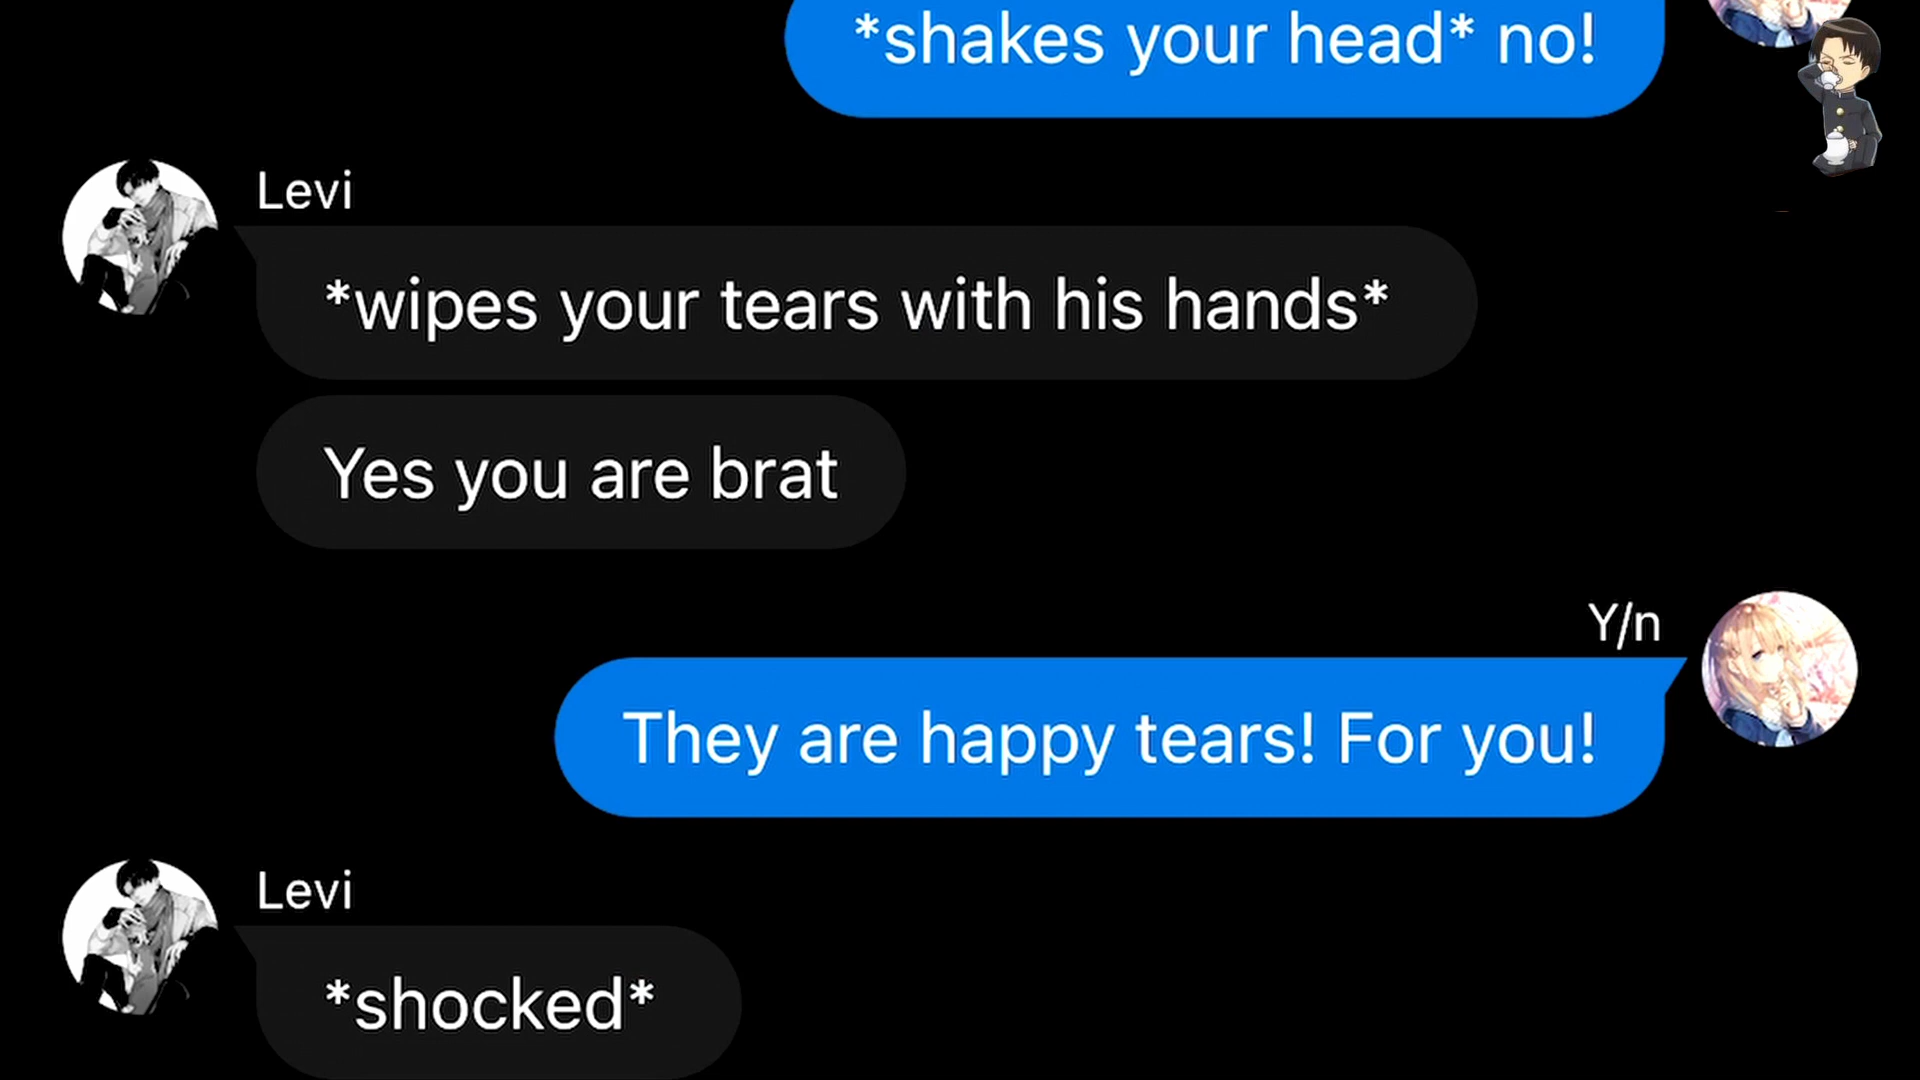 *shakes your head* no!
Levi
*wipes your tears with his hands*
Yes you are brat
Y/n
They are happy tears! For you!
Levi
*shocked*